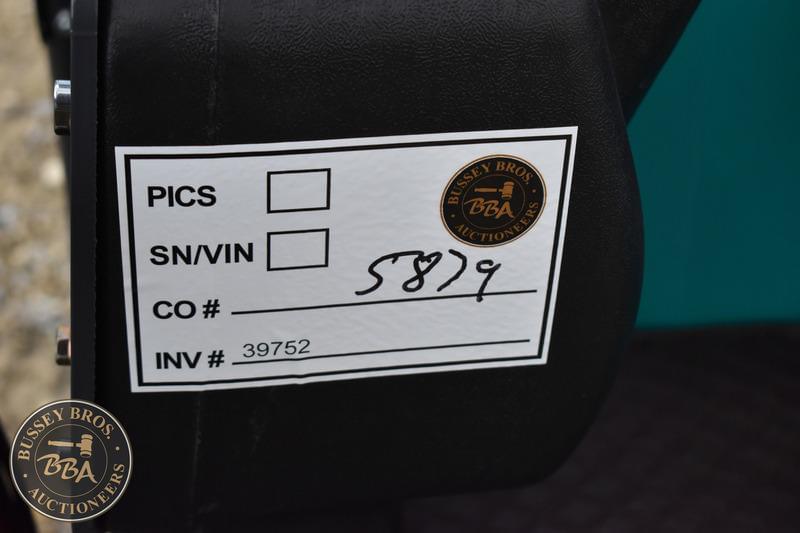 PICS
BUSSEY BROS.
BBA
AUCTIONEERS
SN/VIN
CO # 5879
INV # 39752
BUSSEY BROS.
BBA
AUCTIONEERS